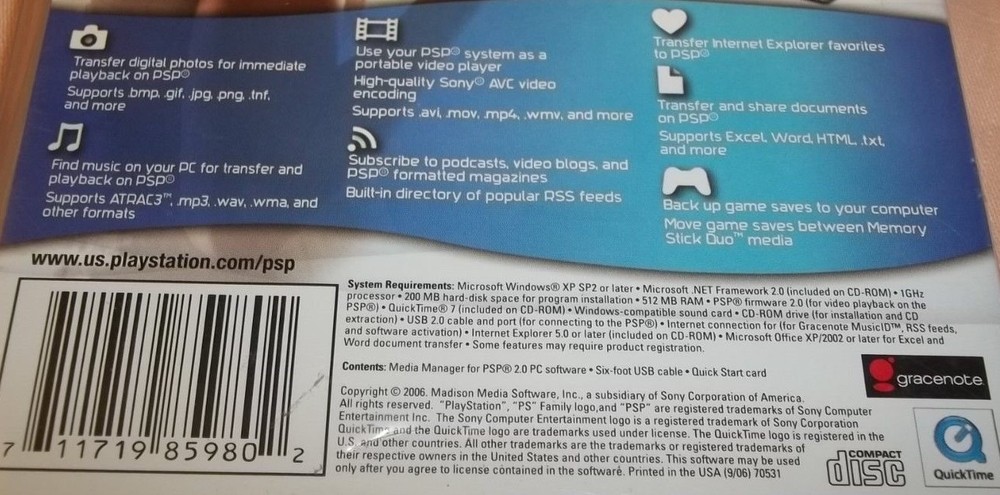 Transfer digital photos for immediate
playback on PSP®
Supports .bmp, .gif, .jpg, .png, .tnf,
and more
Find music on your PC for transfer and
playback on PSP®
Supports ATRAC3™, .mp3, .wav, .wma, and
other formats
Use your PSP® system as a
portable video player
High-quality Sony® AVC video
encoding
Supports .avi, .mov, .mp4, .wmv, and more
Subscribe to podcasts, video blogs, and
PSP® formatted magazines
Built-in directory of popular RSS feeds
Transfer Internet Explorer favorites
to PSP®
Transfer and share documents
on PSP®
Supports Excel, Word, HTML, .txt,
and more
Back up game saves to your computer
Move game saves between Memory
Stick Duo™ media
www.us.playstation.com/psp
System Requirements: Microsoft Windows® XP SP2 or later • Microsoft .NET Framework 2.0 (included on CD-ROM) • 1GHz
processor • 200 MB hard-disk space for program installation • 512 MB RAM • PSP® firmware 2.0 (for video playback on the
PSP®) • QuickTime® 7 (included on CD-ROM) • Windows-compatible sound card • CD-ROM drive (for installation and CD
extraction) • USB 2.0 cable and port (for connecting to the PSP®) • Internet connection for (for Gracenote MusicID™, RSS feeds,
and software activation) • Internet Explorer 5.0 or later (included on CD-ROM) • Microsoft Office XP/2002 or later for Excel and
Word document transfer • Some features may require product registration.
Contents: Media Manager for PSP® 2.0 PC software • Six-foot USB cable • Quick Start card
Copyright © 2006. Madison Media Software, Inc., a subsidiary of Sony Corporation of America.
All rights reserved. "PlayStation", "PS" Family logo,and "PSP" are registered trademarks of Sony Computer
Entertainment Inc. The Sony Computer Entertainment logo is a registered trademark of Sony Corporation
QuickTime and the QuickTime logo are trademarks used under license. The QuickTime logo is registered in the
U.S. and other countries. All other trademarks are the trademarks or registered trademarks of
their respective owners in the United States and other countries. This software may be used
only after you agree to license contained in the software. Printed in the USA (9/06) 70531
7 11719 85980 2
gracenote
COMPACT
disc
QuickTime